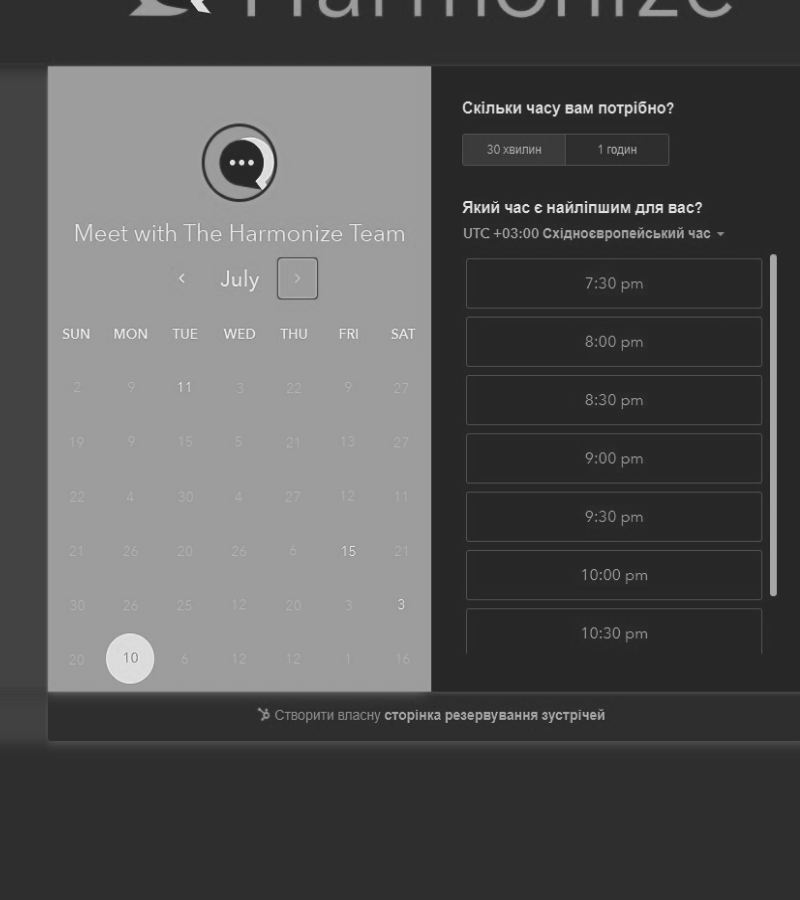 Harmonize
Meet with The Harmonize Team
July
SUN MON TUE WED THU FRI SAT
2 9 11 3 22 9 27
19 9 15 5 21 13 27
22 4 30 4 27 12 11
21 26 20 26 6 15 21
30 26 25 12 20 3 3
20 10 6 12 12 1 16
Скільки часу вам потрібно?
30 хвилин 1 годин
Який час є найліпшим для вас?
UTC +03:00 Східноєвропейський час
7:30 pm
8:00 pm
8:30 pm
9:00 pm
9:30 pm
10:00 pm
10:30 pm
Створити власну сторінка резервування зустрічей